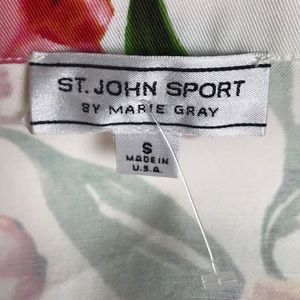 ST. JOHN SPORT
BY MARIE GRAY
S
MADE IN
U.S.A.